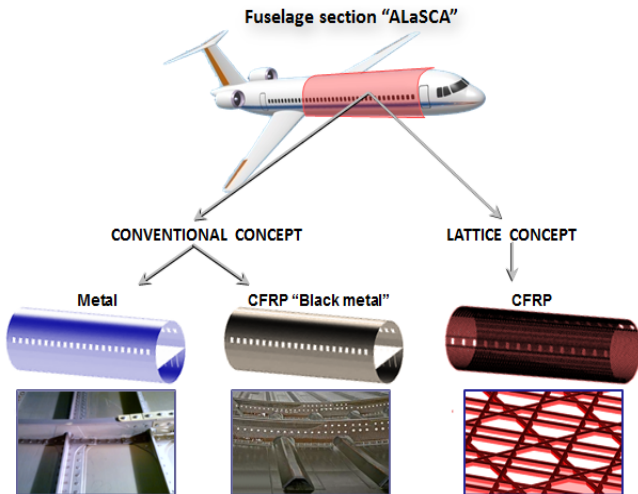 Fuselage section “ALaSCA”
CONVENTIONAL CONCEPT
LATTICE CONCEPT
Metal
CFRP “Black metal”
CFRP